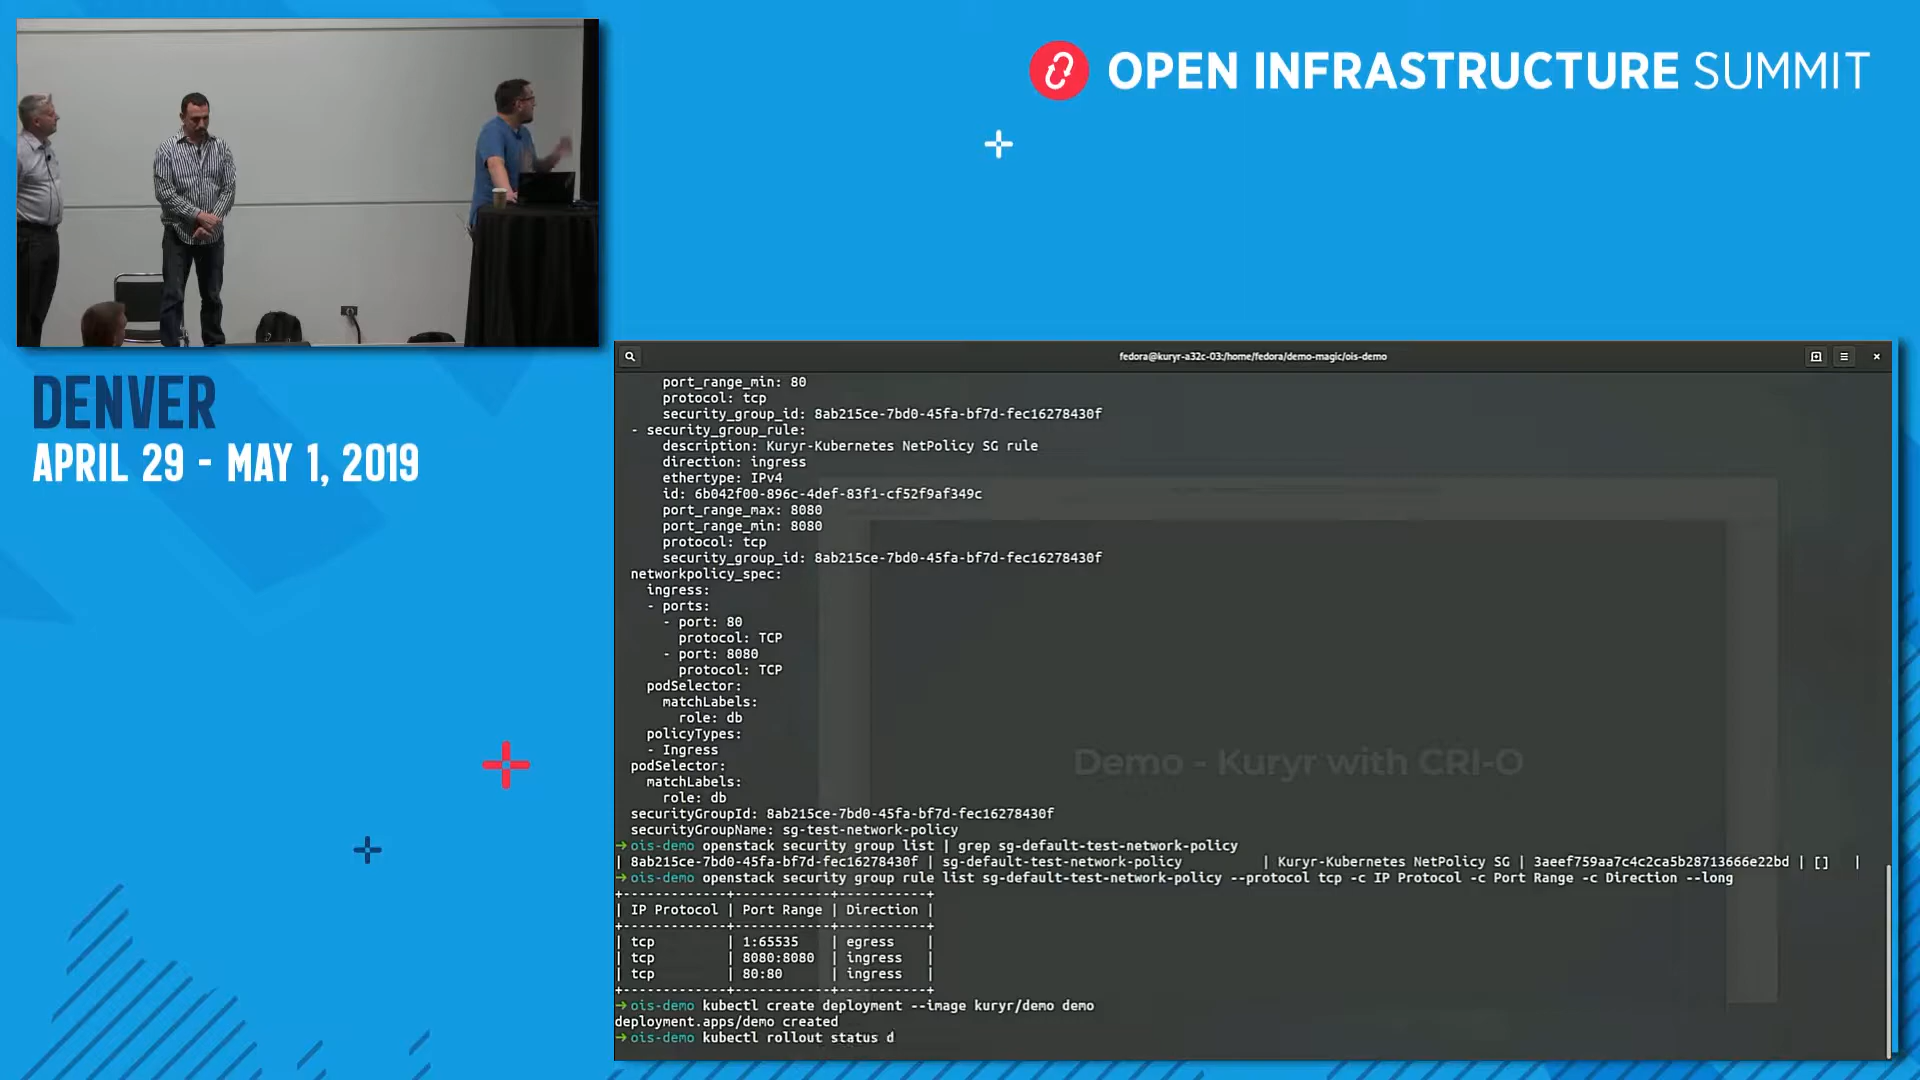 OPEN INFRASTRUCTURE SUMMIT
DENVER
APRIL 29 - MAY 1, 2019
fedora@kuryr-a32c-03:/home/fedora/demo-magic/ois-demo
port_range_min: 80
protocol: tcp
security_group_id: 8ab215ce-7bd0-45fa-bf7d-fec16278430f
- security_group_rule:
description: Kuryr-Kubernetes NetPolicy SG rule
direction: ingress
ethertype: IPv4
id: 6b042f00-896c-4def-83f1-cf52f9af349c
port_range_max: 8080
port_range_min: 8080
protocol: tcp
security_group_id: 8ab215ce-7bd0-45fa-bf7d-fec16278430f
networkpolicy_spec:
ingress:
- ports:
- port: 80
protocol: TCP
- port: 8080
protocol: TCP
podSelector:
matchLabels:
role: db
policyTypes:
- Ingress
podSelector:
matchLabels:
role: db
securityGroupId: 8ab215ce-7bd0-45fa-bf7d-fec16278430f
securityGroupName: sg-test-network-policy
→ ois-demo openstack security group list | grep sg-default-test-network-policy
| 8ab215ce-7bd0-45fa-bf7d-fec16278430f | sg-default-test-network-policy | Kuryr-Kubernetes NetPolicy SG | 3aeef759aa7c4c2ca5b28713666e22bd | [] |
→ ois-demo openstack security group rule list sg-default-test-network-policy --protocol tcp -c IP Protocol -c Port Range -c Direction --long
+-------------+------------+-----------+
| IP Protocol | Port Range | Direction |
+-------------+------------+-----------+
| tcp | 1:65535 | egress |
| tcp | 8080:8080 | ingress |
| tcp | 80:80 | ingress |
+-------------+------------+-----------+
→ ois-demo kubectl create deployment --image kuryr/demo demo
deployment.apps/demo created
→ ois-demo kubectl rollout status d
Demo - Kuryr with CRI-O